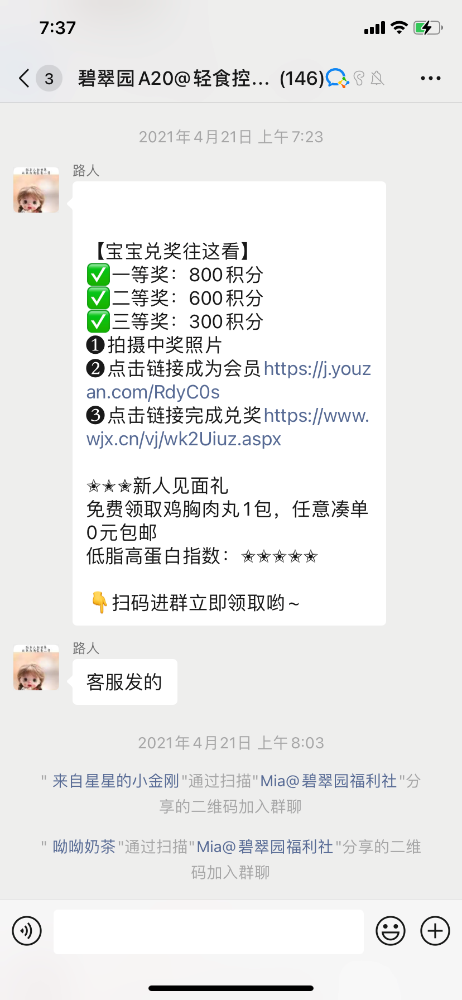 7:37
3
碧翠园A20@轻食控... (146)
2021年4月21日 上午7:23
路人
【宝宝兑奖往这看】
✅一等奖：800积分
✅二等奖：600积分
✅三等奖：300积分
❶拍摄中奖照片
❷点击链接成为会员https://j.youz
an.com/RdyC0s
❸点击链接完成兑奖https://www.
wjx.cn/vj/wk2Uiuz.aspx
✭✭✭新人见面礼
免费领取鸡胸肉丸1包，任意凑单
0元包邮
低脂高蛋白指数：✭✭✭✭✭
👇扫码进群立即领取哟~
路人
客服发的
2021年4月21日 上午8:03
"来自星星的小金刚"通过扫描"Mia@碧翠园福利社"分
享的二维码加入群聊
"呦呦奶茶"通过扫描"Mia@碧翠园福利社"分享的二维
码加入群聊